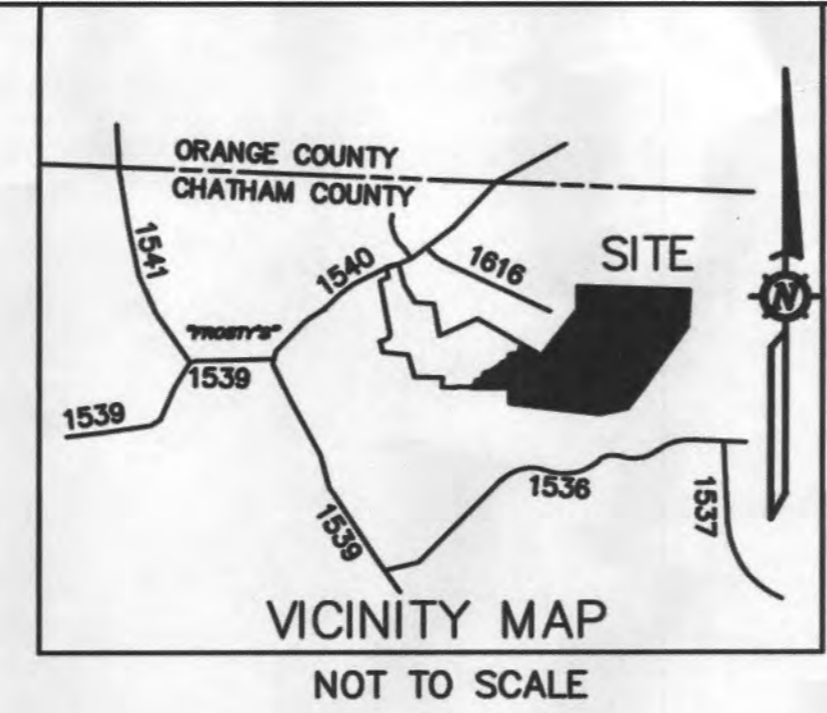 ORANGE COUNTY
CHATHAM COUNTY
1541
1540
1616
SITE
N
"FROSTY'S"
1539
1539
1536
1537
1539
VICINITY MAP
NOT TO SCALE